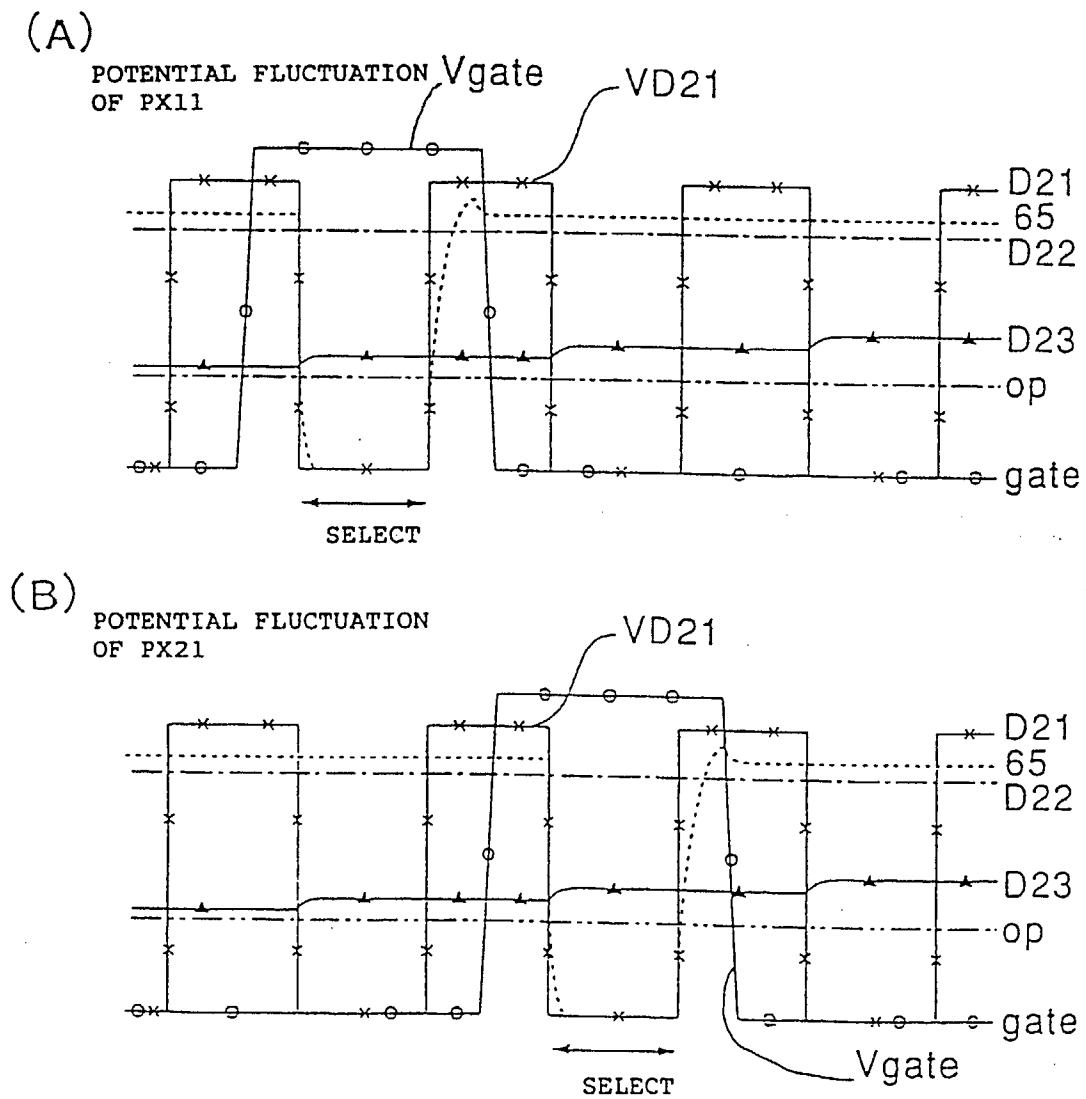 (A)
POTENTIAL FLUCTUATION
OF PX11
Vgate
VD21
D21
65
D22
D23
op
gate
SELECT
(B)
POTENTIAL FLUCTUATION
OF PX21
VD21
D21
65
D22
D23
op
gate
Vgate
SELECT